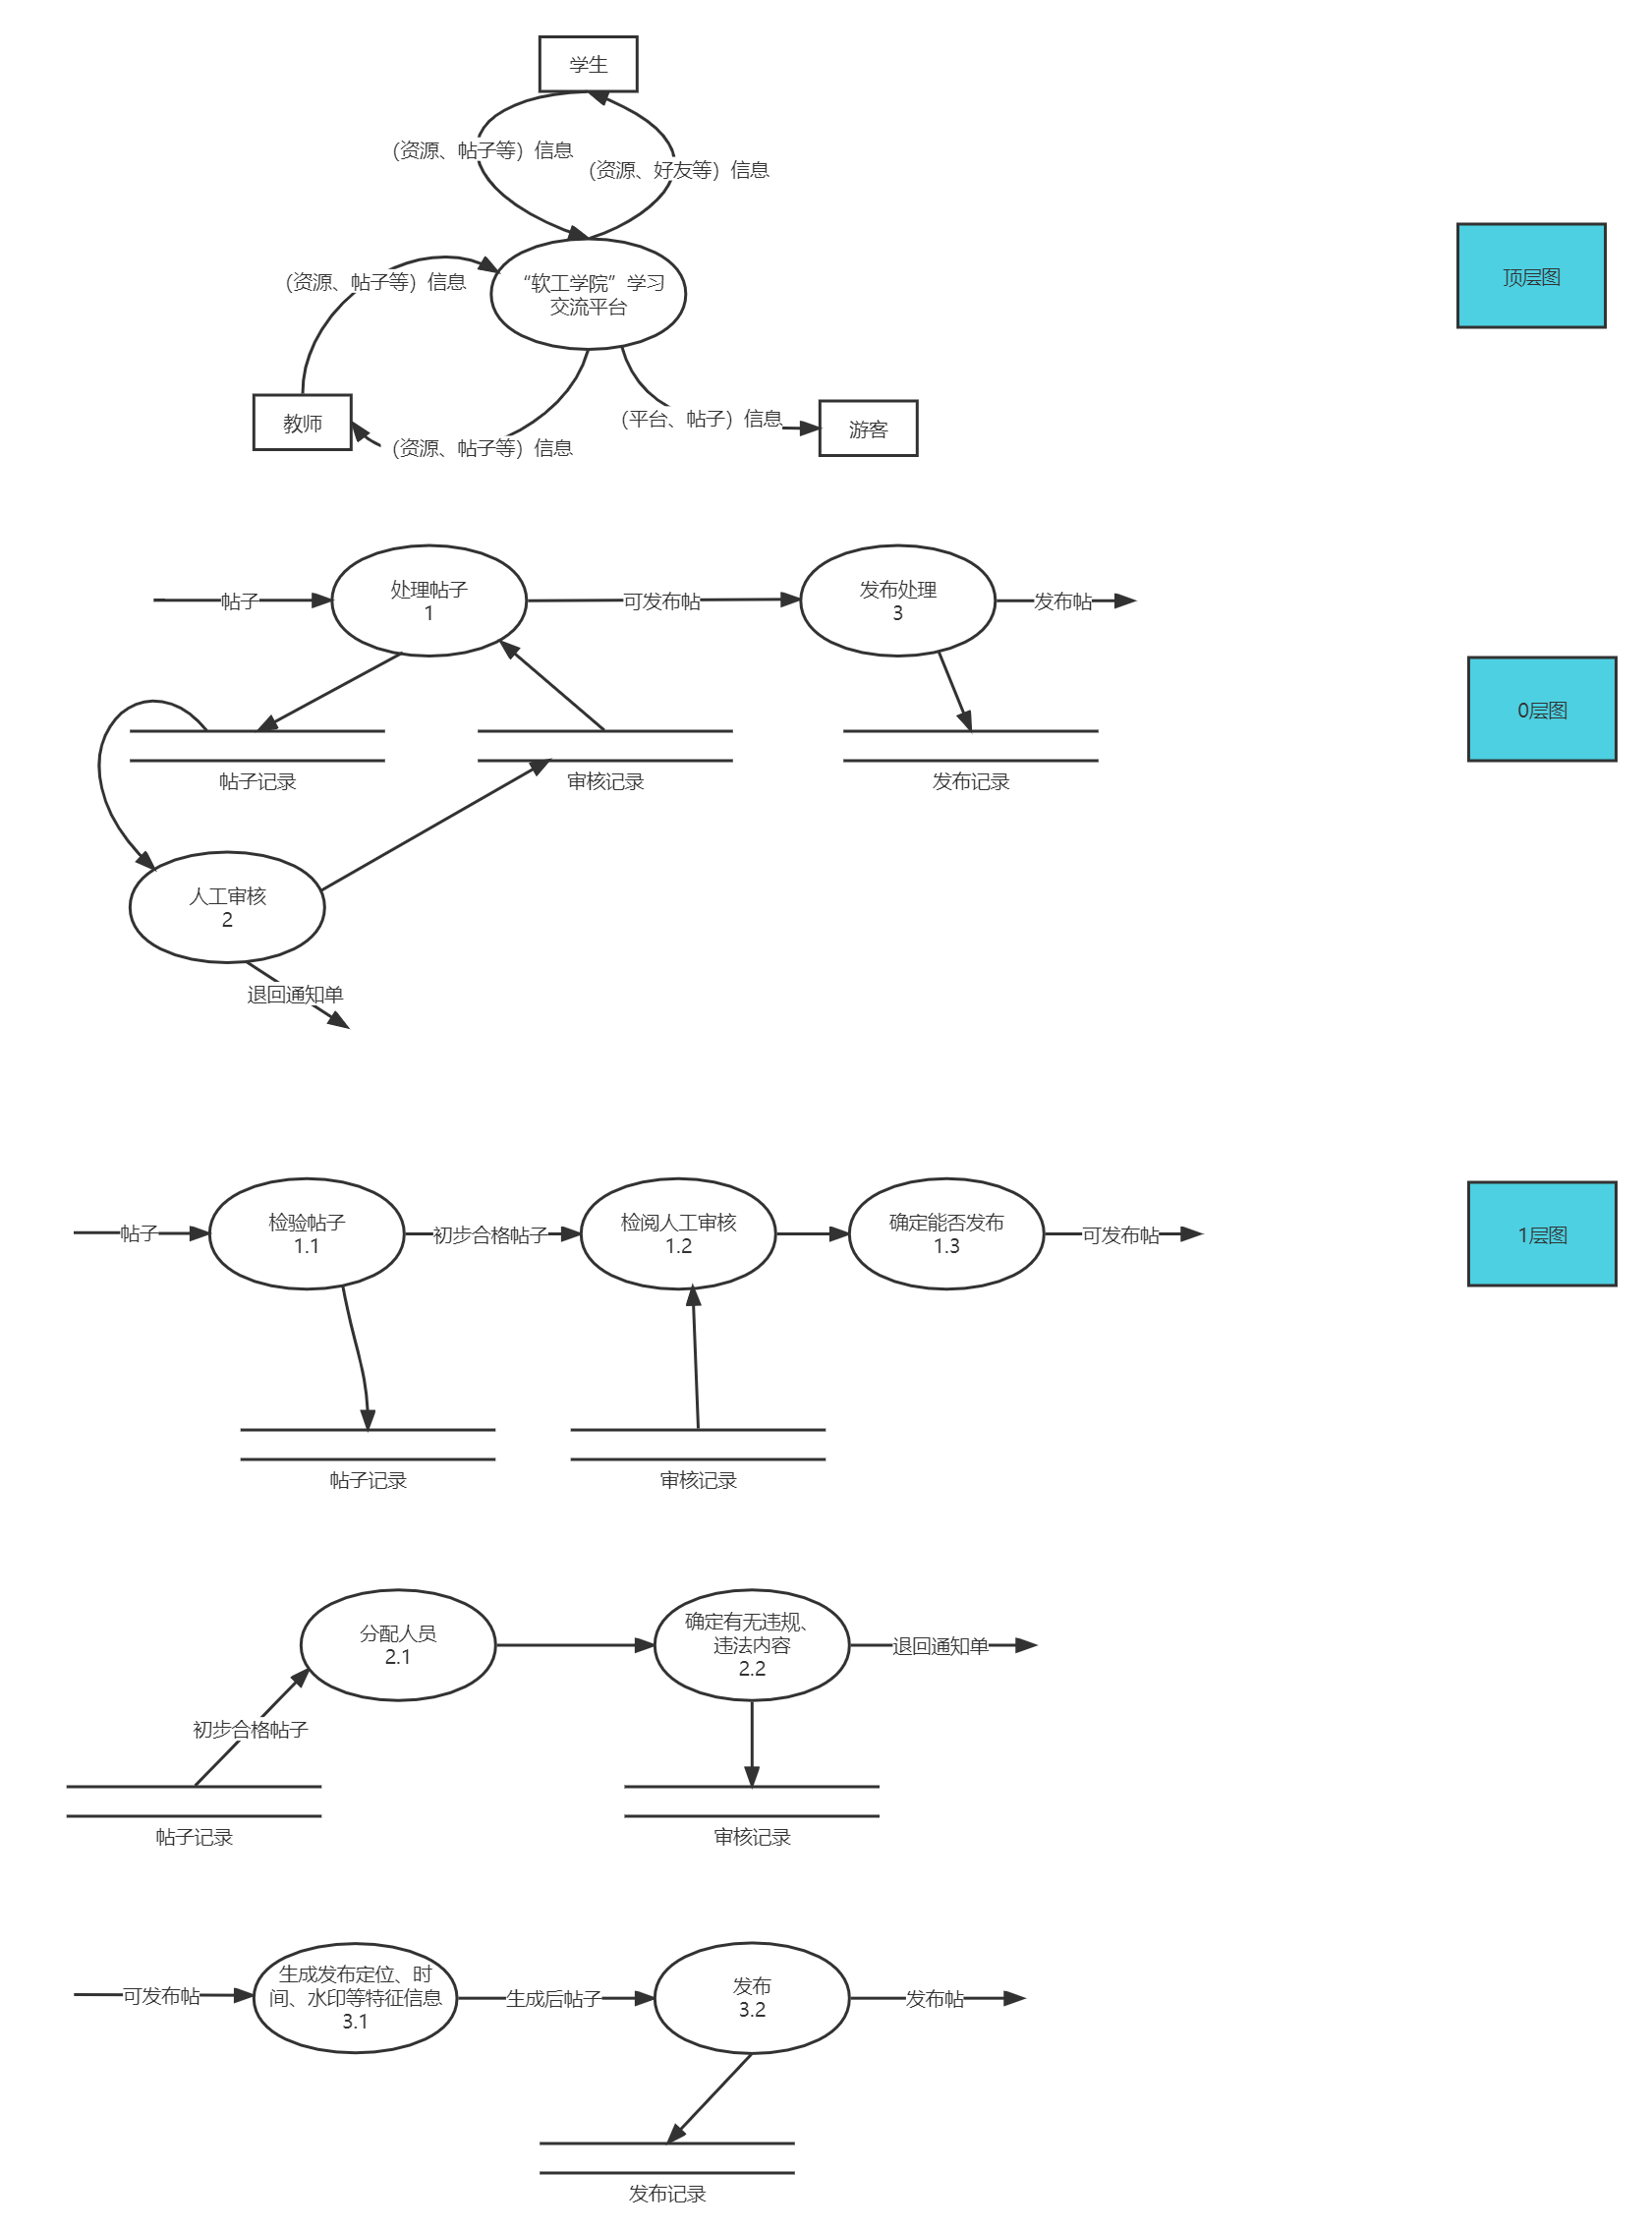 学生
(资源、帖子等）信息
(资源、好友等）信息
“软工学院”学习
交流平台
(资源、帖子等）信息
顶层图
教师
(平台、帖子）信息
游客
(资源、帖子等）信息
处理帖子
1
发布处理
3
帖子
可发布帖
发布帖
0层图
帖子记录
审核记录
发布记录
人工审核
2
退回通知单
检验帖子
1.1
检阅人工审核
1.2
确定能否发布
1.3
帖子
初步合格帖子
可发布帖
1层图
帖子记录
审核记录
分配人员
2.1
确定有无违规、
违法内容
2.2
退回通知单
初步合格帖子
帖子记录
审核记录
可发布帖
生成发布定位、时
间、水印等特征信息
3.1
生成后帖子
发布
3.2
发布帖
发布记录